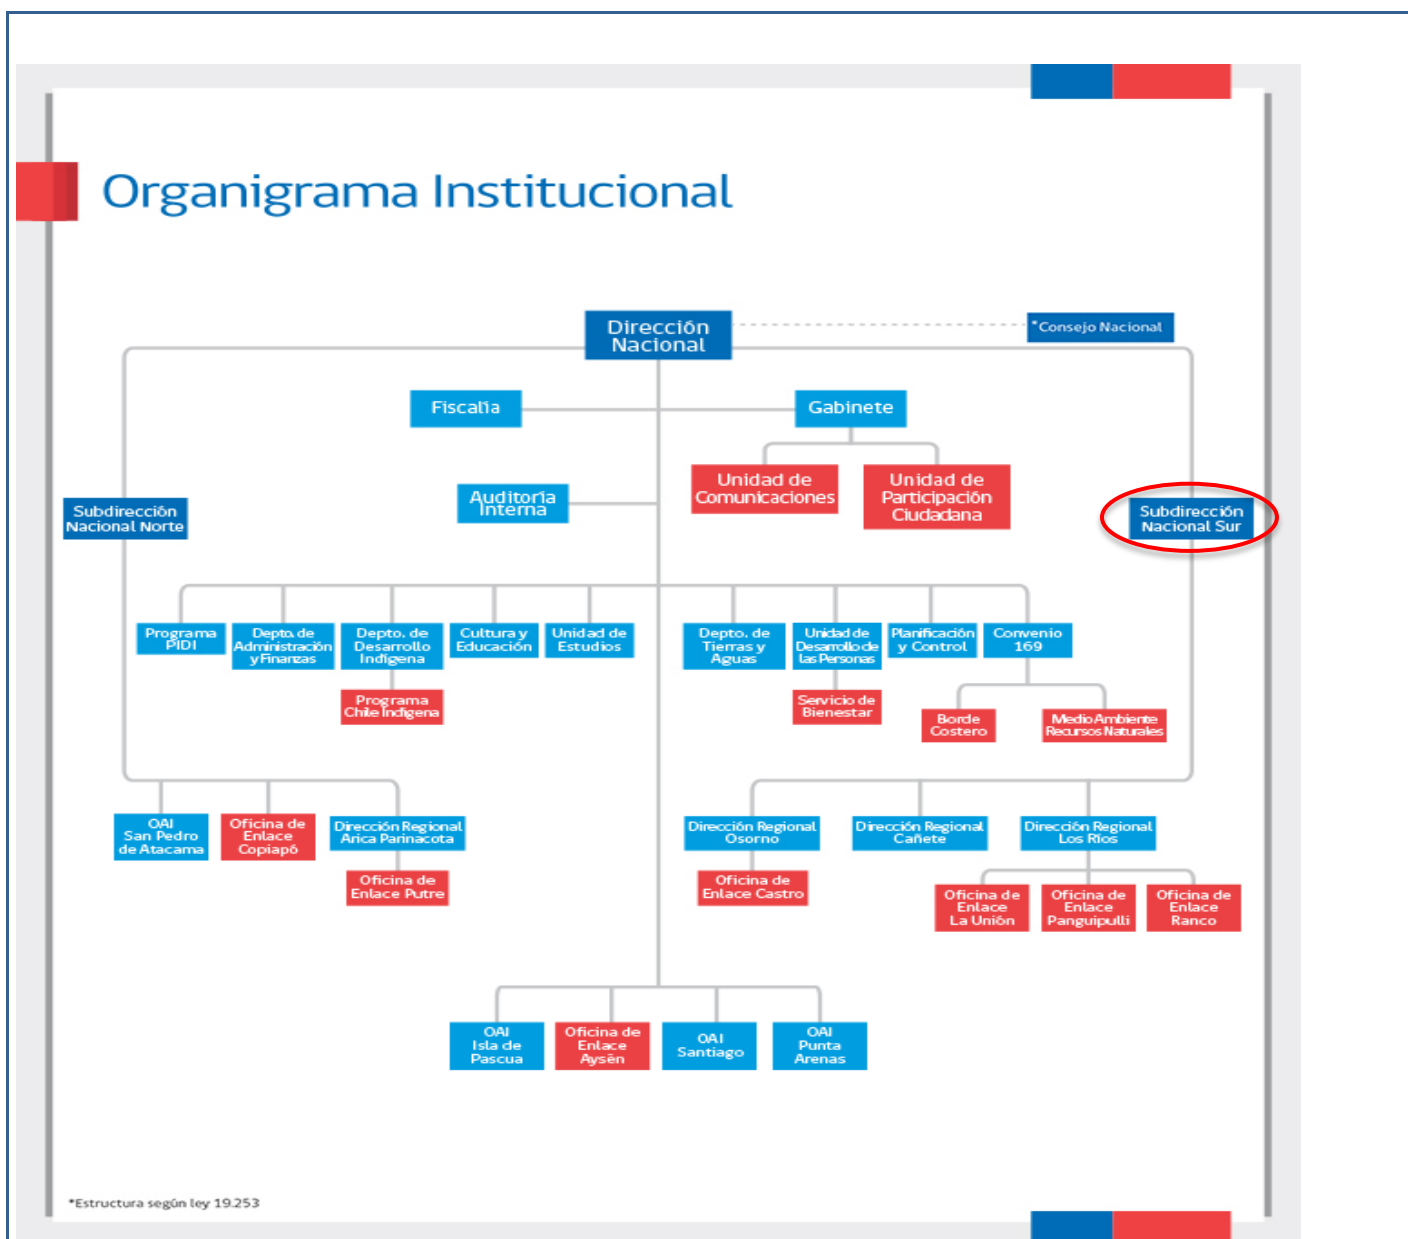 Organigrama Institucional
Dirección
Nacional
*Consejo Nacional
Fiscalía
Gabinete
Unidad de
Comunicaciones
Unidad de
Participación
Ciudadana
Auditoría
Interna
Subdirección
Nacional Norte
Subdirección
Nacional Sur
Programa
PIDI
Depto. de
Administración
y Finanzas
Depto. de
Desarrollo
Indígena
Cultura y
Educación
Unidad de
Estudios
Depto. de
Tierras y
Aguas
Unidad de
Desarrollo de
las Personas
Planificación
y Control
Convenio
169
Programa
Chile Indígena
Servicio de
Bienestar
Borde
Costero
Medio Ambiente
Recursos Naturales
OAI
San Pedro
de Atacama
Oficina de
Enlace
Copiapó
Dirección Regional
Arica Parinacota
Oficina de
Enlace Putre
Dirección Regional
Osorno
Dirección Regional
Cañete
Dirección Regional
Los Ríos
Oficina de
Enlace Castro
Oficina de
Enlace
La Unión
Oficina de
Enlace
Panguipulli
Oficina de
Enlace
Ranco
OAI
Isla de
Pascua
Oficina de
Enlace
Aysén
OAI
Santiago
OAI
Punta
Arenas
*Estructura según ley 19.253